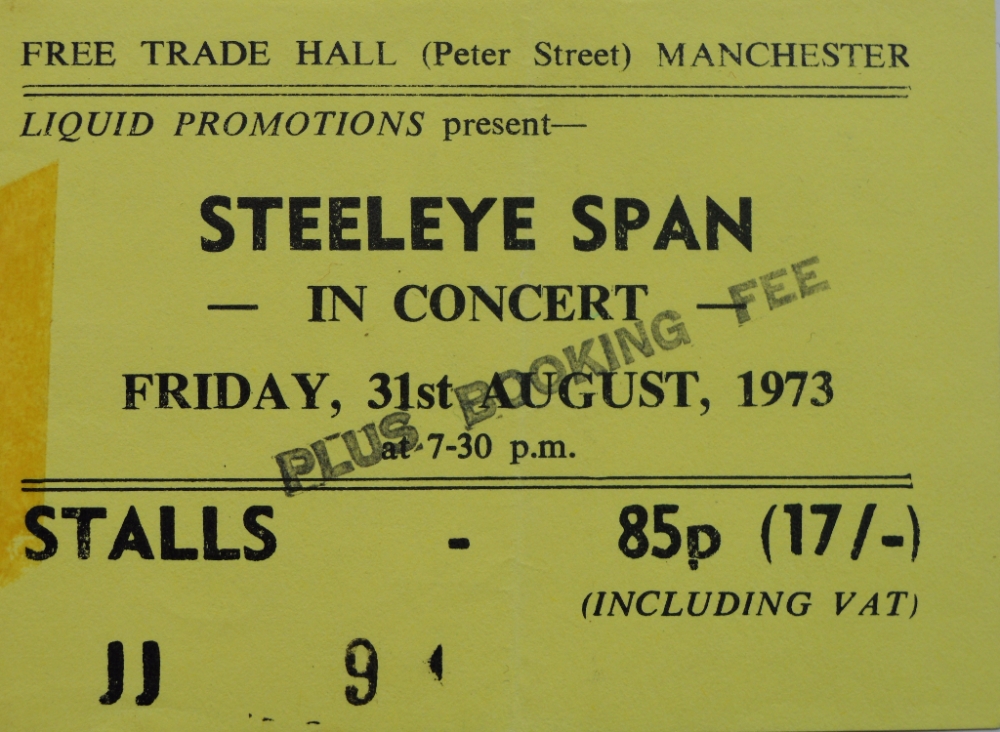 FREE TRADE HALL (Peter Street) MANCHESTER
LIQUID PROMOTIONS present—
STEELEYE SPAN
— IN CONCERT —
PLUS BOOKING FEE
FRIDAY, 31st AUGUST, 1973
at 7-30 p.m.
STALLS - 85p (17/-)
(INCLUDING VAT)
JJ 9